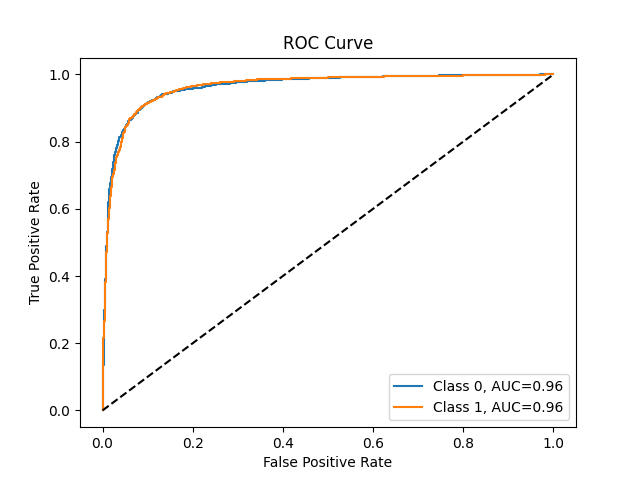 ROC Curve
True Positive Rate
1.0
0.8
0.6
0.4
0.2
0.0
Class 0, AUC=0.96
Class 1, AUC=0.96
0.0 0.2 0.4 0.6 0.8 1.0
False Positive Rate